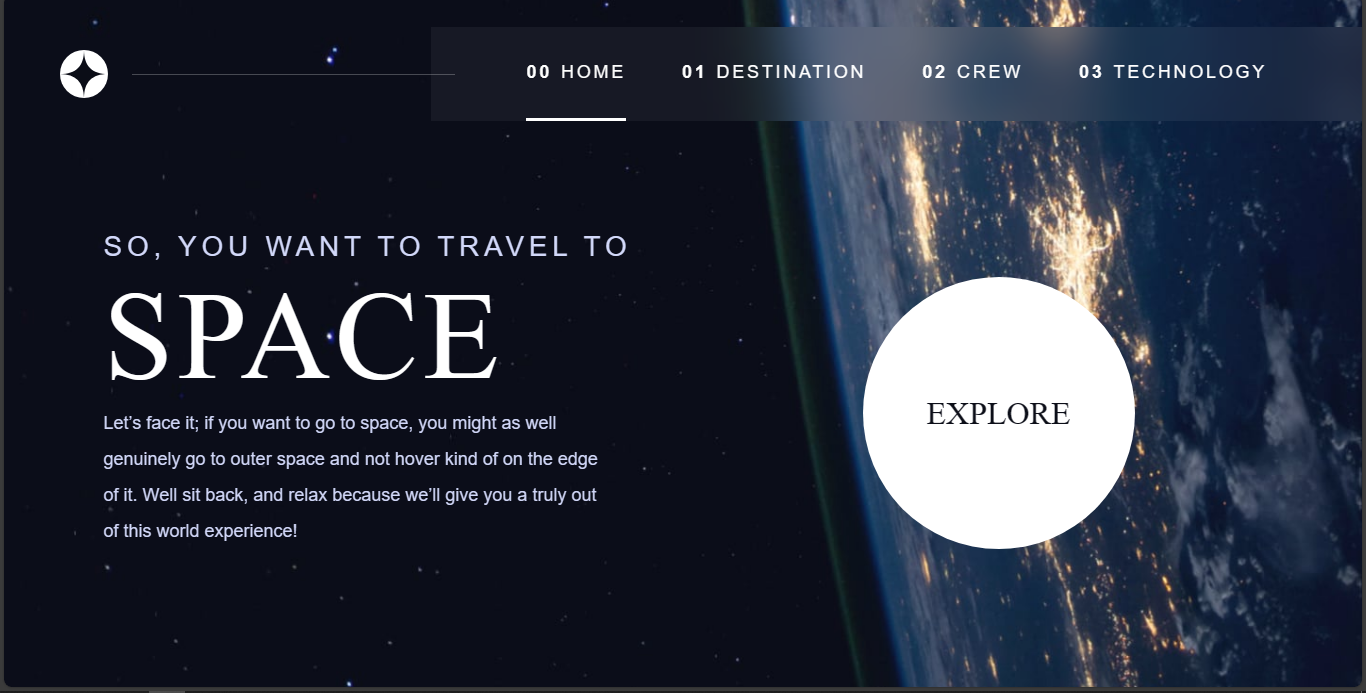 00 HOME 01 DESTINATION 02 CREW 03 TECHNOLOGY
SO, YOU WANT TO TRAVEL TO
SPACE
Let’s face it; if you want to go to space, you might as well
genuinely go to outer space and not hover kind of on the edge
of it. Well sit back, and relax because we’ll give you a truly out
of this world experience!
EXPLORE